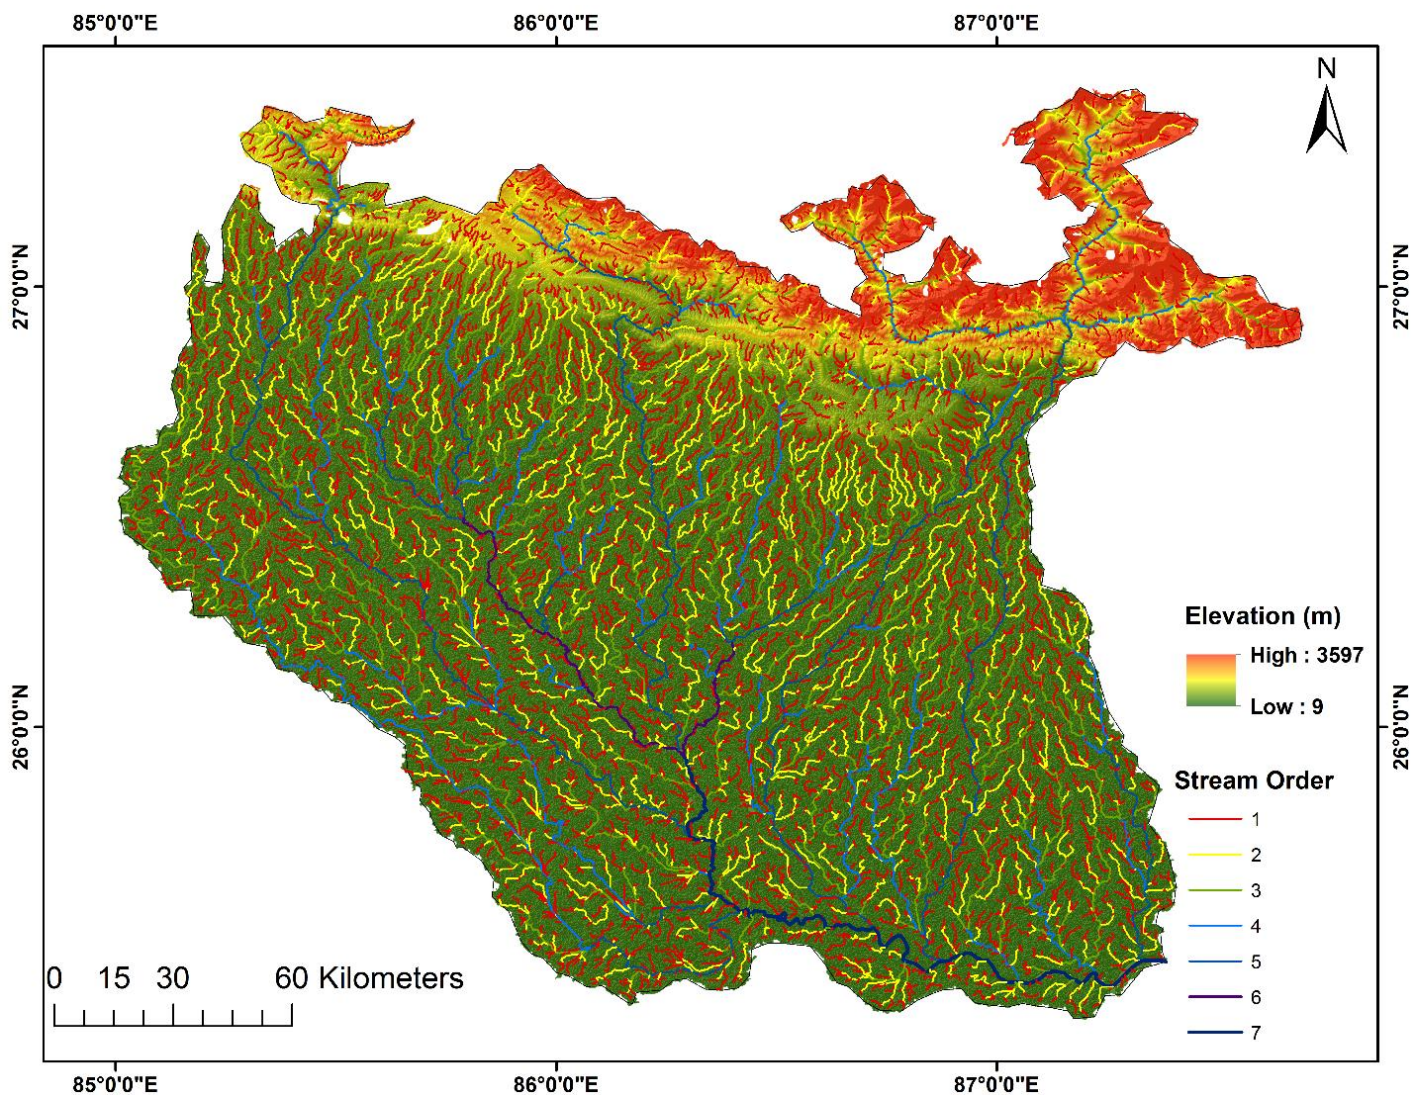 85°0'0"E 86°0'0"E 87°0'0"E
N
27°0'0"N 27°0'0"N
Elevation (m)
High : 3597
Low : 9
26°0'0"N 26°0'0"N
Stream Order
1
2
3
4
5
6
7
0 15 30 60 Kilometers
85°0'0"E 86°0'0"E 87°0'0"E